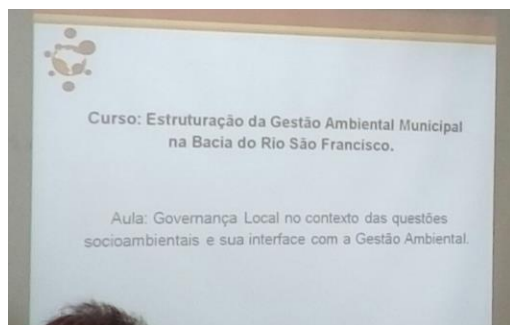 Curso: Estruturação da Gestão Ambiental Municipal
na Bacia do Rio São Francisco.
Aula: Governança Local no contexto das questões
socioambientais e sua interface com a Gestão Ambiental.